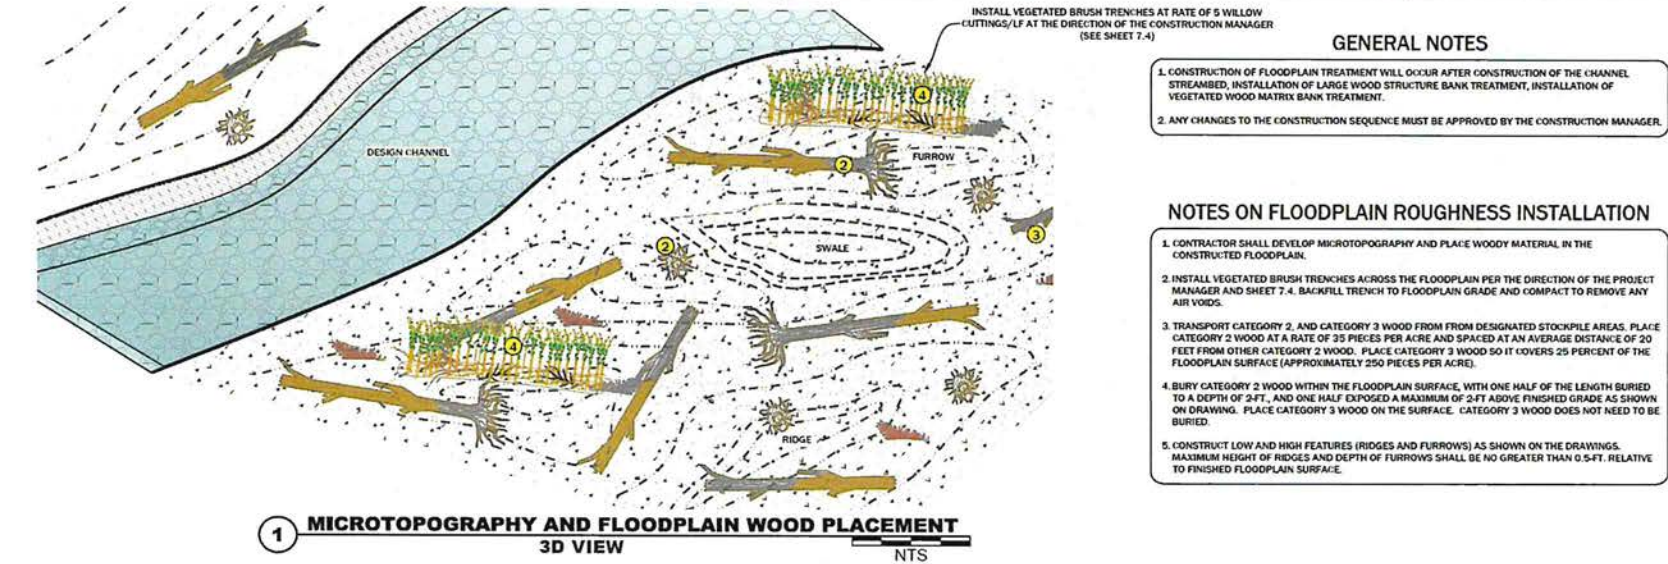 INSTALL VEGETATED BRUSH TRENCHES AT RATE OF 5 WILLOW
CUTTINGS/LF AT THE DIRECTION OF THE CONSTRUCTION MANAGER
(SEE SHEET 7.4)
4
DESIGN CHANNEL
FURROW
2
3
2
SWALE
4
RIDGE
1
MICROTOPOGRAPHY AND FLOODPLAIN WOOD PLACEMENT
3D VIEW
NTS
GENERAL NOTES
1. CONSTRUCTION OF FLOODPLAIN TREATMENT WILL OCCUR AFTER CONSTRUCTION OF THE CHANNEL
STREAMBED, INSTALLATION OF LARGE WOOD STRUCTURE BANK TREATMENT, INSTALLATION OF
VEGETATED WOOD MATRIX BANK TREATMENT.
2. ANY CHANGES TO THE CONSTRUCTION SEQUENCE MUST BE APPROVED BY THE CONSTRUCTION MANAGER.
NOTES ON FLOODPLAIN ROUGHNESS INSTALLATION
1. CONTRACTOR SHALL DEVELOP MICROTOPOGRAPHY AND PLACE WOODY MATERIAL IN THE
CONSTRUCTED FLOODPLAIN.
2. INSTALL VEGETATED BRUSH TRENCHES ACROSS THE FLOODPLAIN PER THE DIRECTION OF THE PROJECT
MANAGER AND SHEET 7.4. BACKFILL TRENCH TO FLOODPLAIN GRADE AND COMPACT TO REMOVE ANY
AIR VOIDS.
3. TRANSPORT CATEGORY 2, AND CATEGORY 3 WOOD FROM FROM DESIGNATED STOCKPILE AREAS. PLACE
CATEGORY 2 WOOD AT A RATE OF 35 PIECES PER ACRE AND SPACED AT AN AVERAGE DISTANCE OF 20
FEET FROM OTHER CATEGORY 2 WOOD. PLACE CATEGORY 3 WOOD SO IT COVERS 25 PERCENT OF THE
FLOODPLAIN SURFACE (APPROXIMATELY 250 PIECES PER ACRE).
4. BURY CATEGORY 2 WOOD WITHIN THE FLOODPLAIN SURFACE, WITH ONE HALF OF THE LENGTH BURIED
TO A DEPTH OF 2-FT., AND ONE HALF EXPOSED A MAXIMUM OF 2-FT ABOVE FINISHED GRADE AS SHOWN
ON DRAWING. PLACE CATEGORY 3 WOOD ON THE SURFACE. CATEGORY 3 WOOD DOES NOT NEED TO BE
BURIED.
5. CONSTRUCT LOW AND HIGH FEATURES (RIDGES AND FURROWS) AS SHOWN ON THE DRAWINGS.
MAXIMUM HEIGHT OF RIDGES AND DEPTH OF FURROWS SHALL BE NO GREATER THAN 0.5-FT. RELATIVE
TO FINISHED FLOODPLAIN SURFACE.